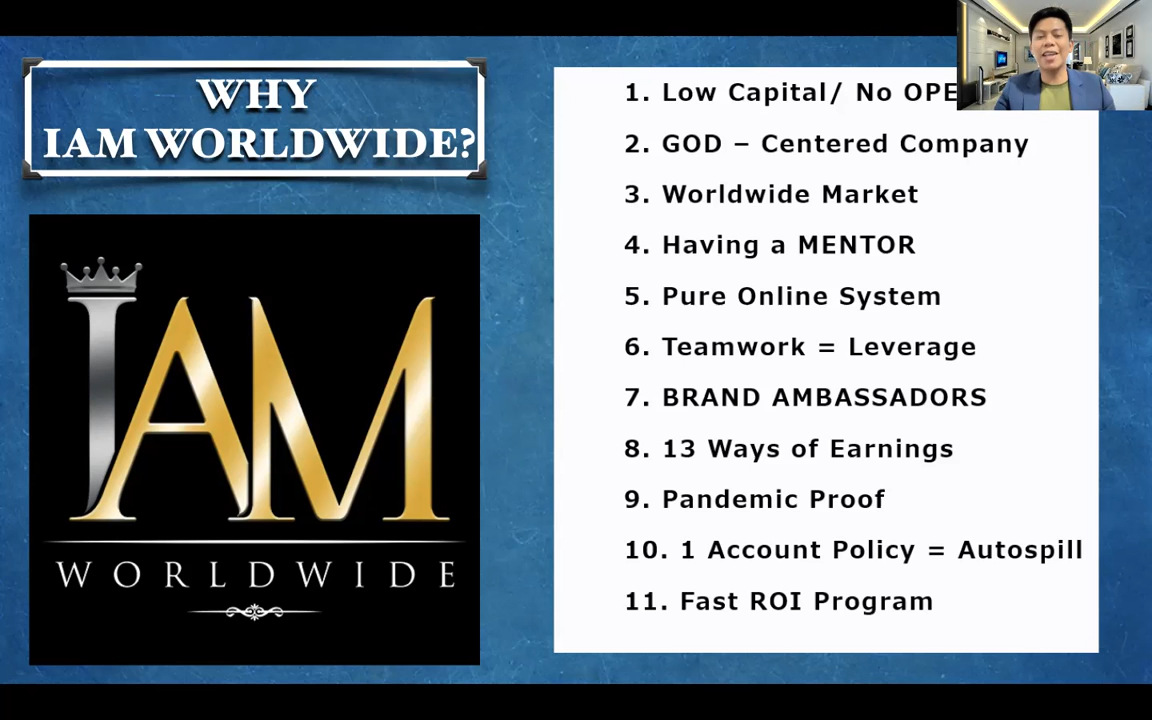 WHY
IAM WORLDWIDE?
IAM
WORLDWIDE
1. Low Capital/ No
2. GOD – Centered Company
3. Worldwide Market
4. Having a MENTOR
5. Pure Online System
6. Teamwork = Leverage
7. BRAND AMBASSADORS
8. 13 Ways of Earnings
9. Pandemic Proof
10. 1 Account Policy = Autospill
11. Fast ROI Program